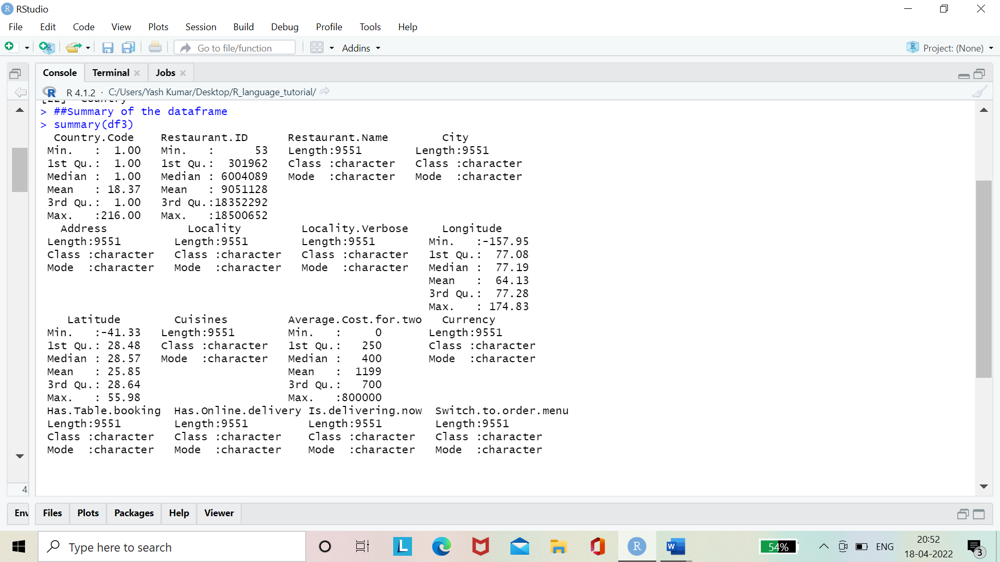 RStudio
File Edit Code View Plots Session Build Debug Profile Tools Help
Go to file/function Addins Project: (None)
Console Terminal Jobs
R 4.1.2 · C:/Users/Yash Kumar/Desktop/R_language_tutorial/
[22] "Country"
> ##Summary of the dataframe
> summary(df3)
Country.Code Restaurant.ID Restaurant.Name City
Min. : 1.00 Min. : 53 Length:9551 Length:9551
1st Qu.: 1.00 1st Qu.: 301962 Class :character Class :character
Median : 1.00 Median : 6004089 Mode :character Mode :character
Mean : 18.37 Mean : 9051128
3rd Qu.: 1.00 3rd Qu.:18352292
Max. :216.00 Max. :18500652
Address Locality Locality.Verbose Longitude
Length:9551 Length:9551 Length:9551 Min. :-157.95
Class :character Class :character Class :character 1st Qu.: 77.08
Mode :character Mode :character Mode :character Median : 77.19
Mean : 64.13
3rd Qu.: 77.28
Max. : 174.83
Latitude Cuisines Average.Cost.for.two Currency
Min. :-41.33 Length:9551 Min. : 0 Length:9551
1st Qu.: 28.48 Class :character 1st Qu.: 250 Class :character
Median : 28.57 Mode :character Median : 400 Mode :character
Mean : 25.85 Mean : 1199
3rd Qu.: 28.64 3rd Qu.: 700
Max. : 55.98 Max. :800000
Has.Table.booking Has.Online.delivery Is.delivering.now Switch.to.order.menu
Length:9551 Length:9551 Length:9551 Length:9551
Class :character Class :character Class :character Class :character
Mode :character Mode :character Mode :character Mode :character
4
Env Files Plots Packages Help Viewer
Type here to search 54% ENG 20:52
18-04-2022 3